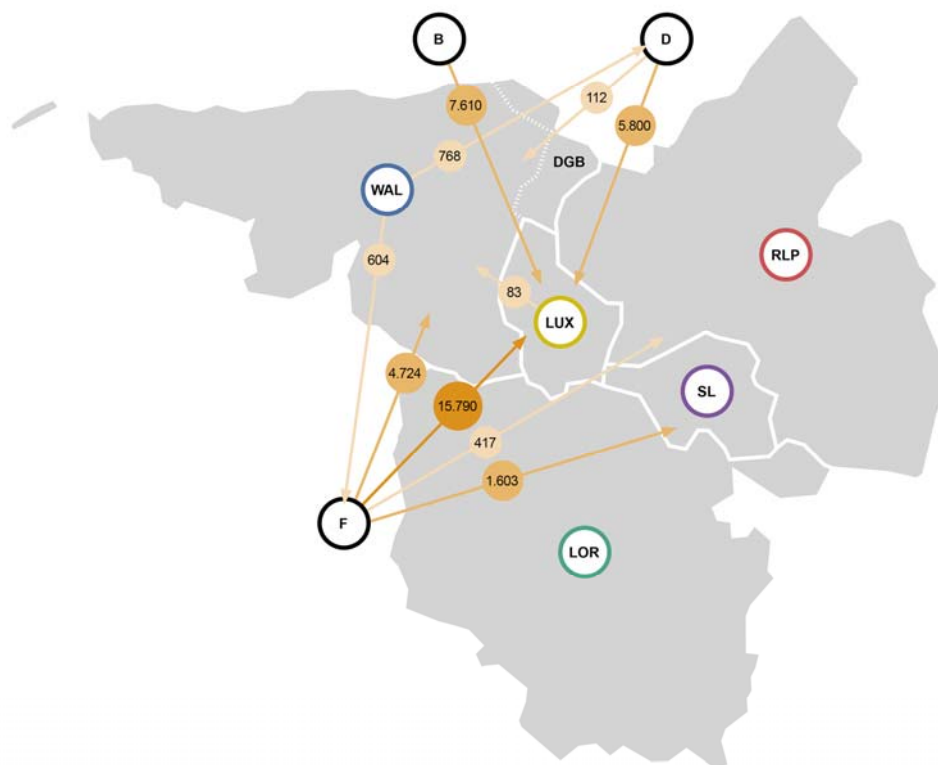 B
D
7.610
112
5.800
768
DGB
WAL
604
RLP
83
LUX
4.724
SL
15.790
417
1.603
F
LOR